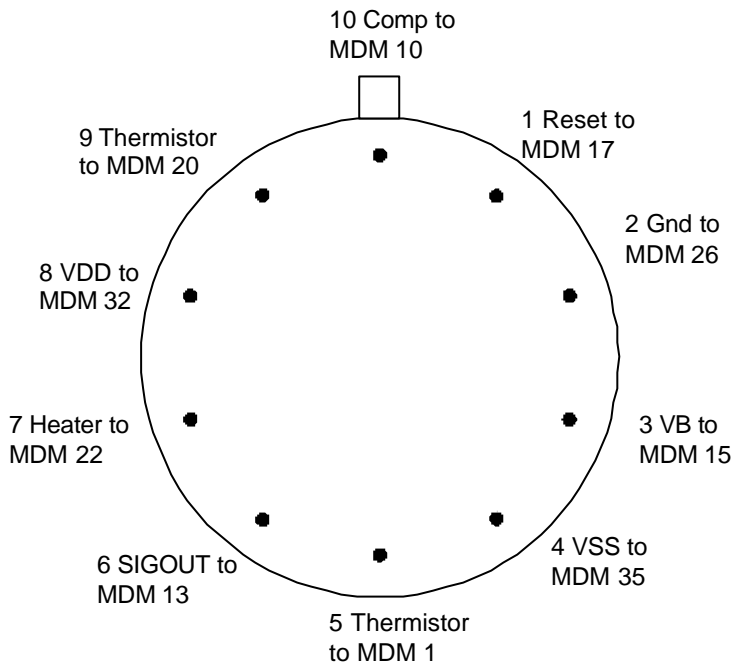 10 Comp to
MDM 10
1 Reset to
MDM 17
2 Gnd to
MDM 26
3 VB to
MDM 15
4 VSS to
MDM 35
5 Thermistor
to MDM 1
6 SIGOUT to
MDM 13
7 Heater to
MDM 22
8 VDD to
MDM 32
9 Thermistor
to MDM 20